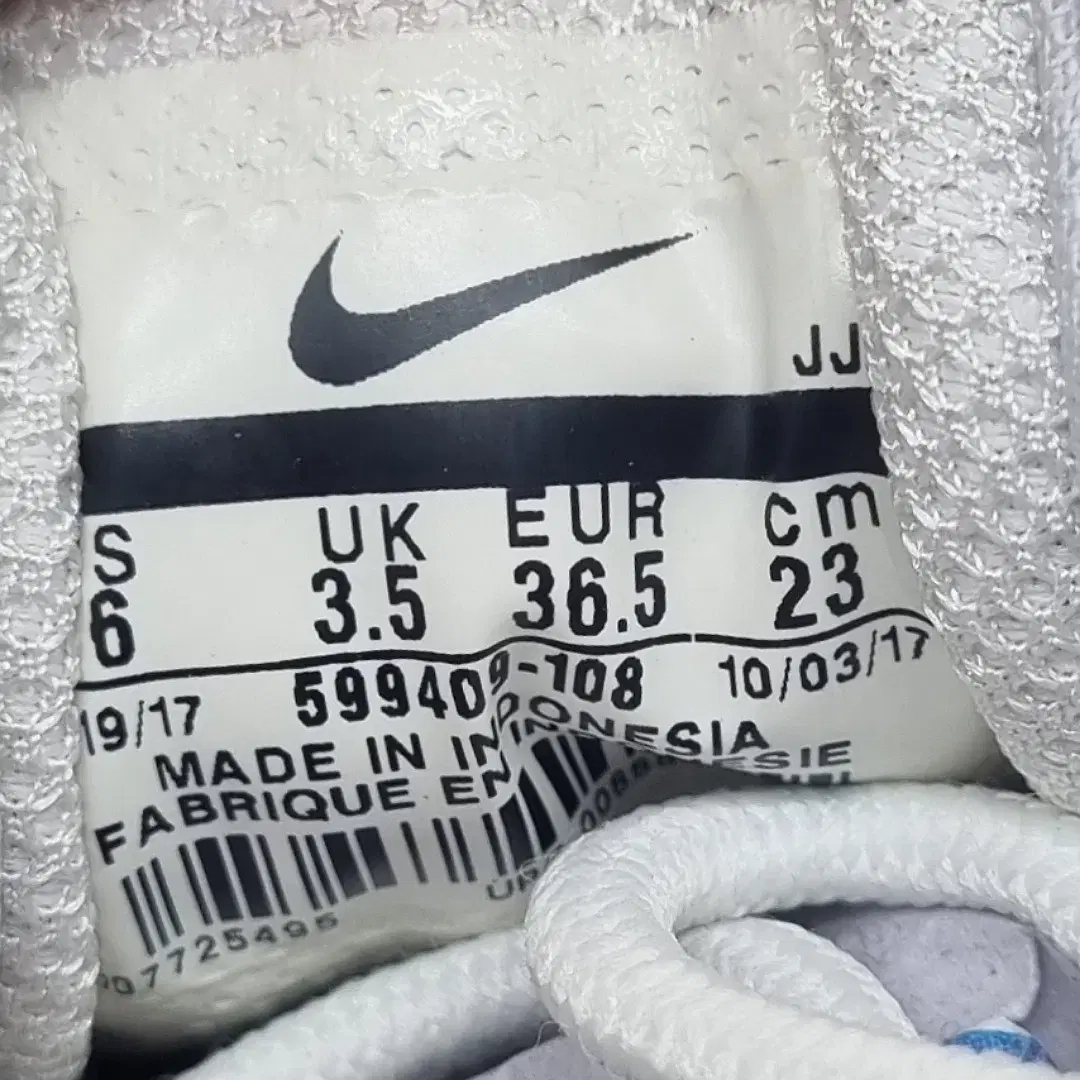 JJ
S UK EUR cm
6 3.5 36.5 23
19/17 599409-108 10/03/17
MADE IN INDONESIA
FABRIQUE EN
07725495